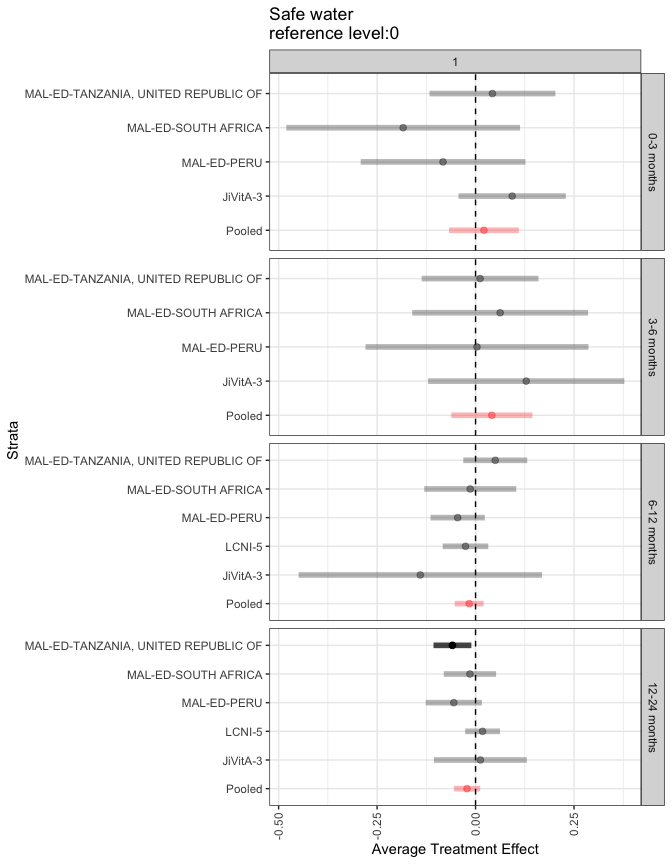 Safe water
reference level:0
1
MAL-ED-TANZANIA, UNITED REPUBLIC OF
MAL-ED-SOUTH AFRICA
MAL-ED-PERU
JiVitA-3
Pooled
0-3 months
MAL-ED-TANZANIA, UNITED REPUBLIC OF
MAL-ED-SOUTH AFRICA
MAL-ED-PERU
JiVitA-3
Pooled
3-6 months
MAL-ED-TANZANIA, UNITED REPUBLIC OF
MAL-ED-SOUTH AFRICA
MAL-ED-PERU
LCNI-5
JiVitA-3
Pooled
6-12 months
MAL-ED-TANZANIA, UNITED REPUBLIC OF
MAL-ED-SOUTH AFRICA
MAL-ED-PERU
LCNI-5
JiVitA-3
Pooled
12-24 months
Strata
-0.50
-0.25
0.00
0.25
Average Treatment Effect